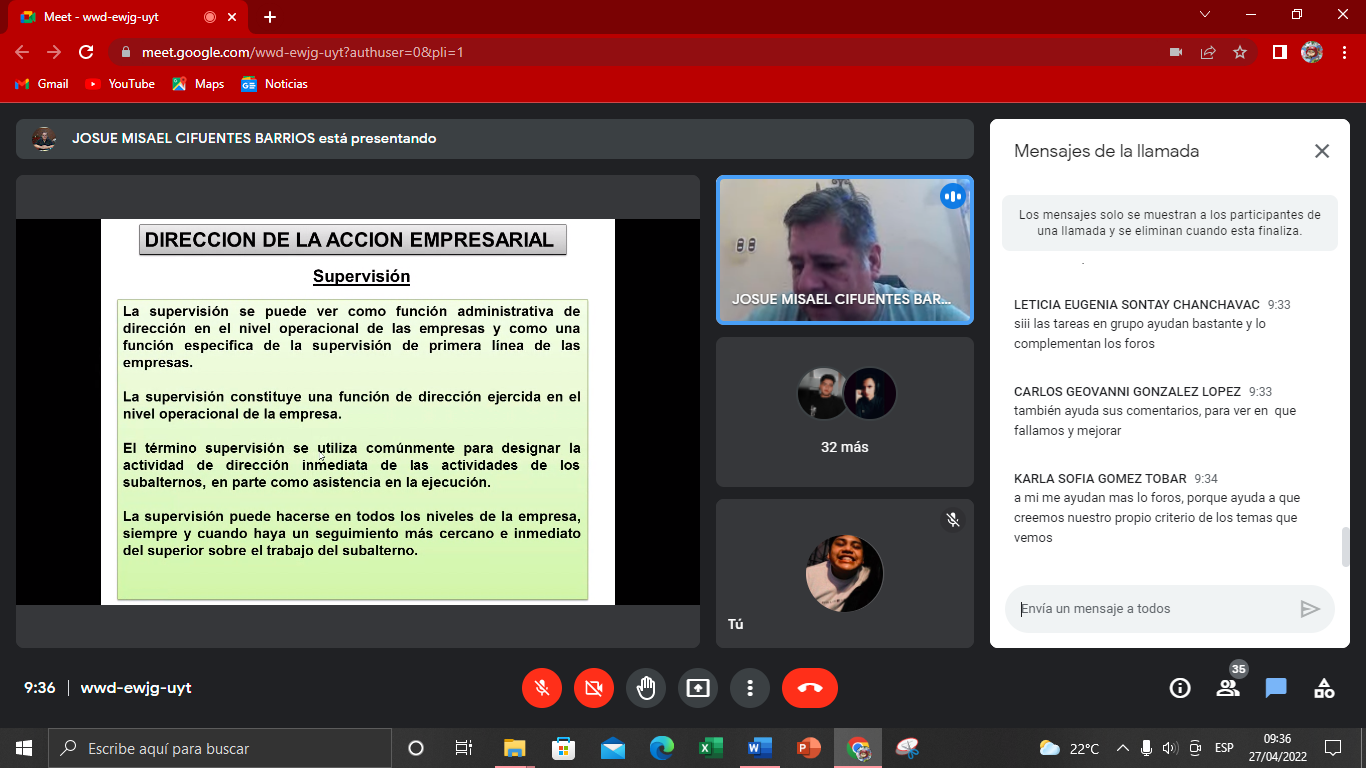 Meet - wwd-ewjg-uyt
meet.google.com/wwd-ewjg-uyt?authuser=0&pli=1
Gmail
YouTube
Maps
Noticias
JOSUE MISAEL CIFUENTES BARRIOS está presentando
DIRECCION DE LA ACCION EMPRESARIAL
Supervisión
La supervisión se puede ver como función administrativa de
dirección en el nivel operacional de las empresas y como una
función especifica de la supervisión de primera línea de las
empresas.
La supervisión constituye una función de dirección ejercida en el
nivel operacional de la empresa.
El término supervisión se utiliza comúnmente para designar la
actividad de dirección inmediata de las actividades de los
subalternos, en parte como asistencia en la ejecución.
La supervisión puede hacerse en todos los niveles de la empresa,
siempre y cuando haya un seguimiento más cercano e inmediato
del superior sobre el trabajo del subalterno.
JOSUE MISAEL CIFUENTES BAR...
32 más
Tú
Mensajes de la llamada
Los mensajes solo se muestran a los participantes de
una llamada y se eliminan cuando esta finaliza.
LETICIA EUGENIA SONTAY CHANCHAVAC 9:33
siii las tareas en grupo ayudan bastante y lo
complementan los foros
CARLOS GEOVANNI GONZALEZ LOPEZ 9:33
también ayuda sus comentarios, para ver en que
fallamos y mejorar
KARLA SOFIA GOMEZ TOBAR 9:34
a mi me ayudan mas lo foros, porque ayuda a que
creemos nuestro propio criterio de los temas que
vemos
Envía un mensaje a todos
9:36 | wwd-ewjg-uyt
35
Escribe aquí para buscar
22°C
ESP
09:36
27/04/2022